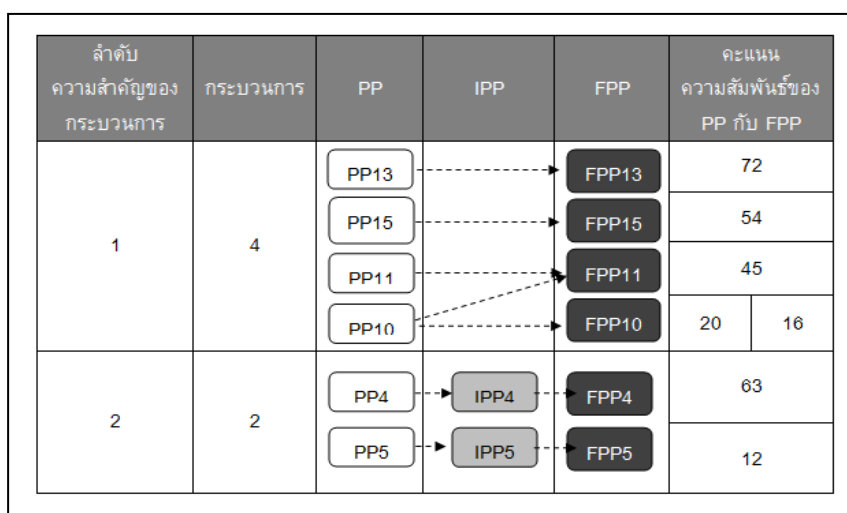 ลำดับ
ความสำคัญของ
กระบวนการ
กระบวนการ
PP
IPP
FPP
คะแนน
ความสัมพันธ์ของ
PP กับ FPP
1
4
PP13
FPP13
72
PP15
FPP15
54
PP11
FPP11
45
PP10
FPP10
20
16
2
2
PP4
IPP4
FPP4
63
PP5
IPP5
FPP5
12